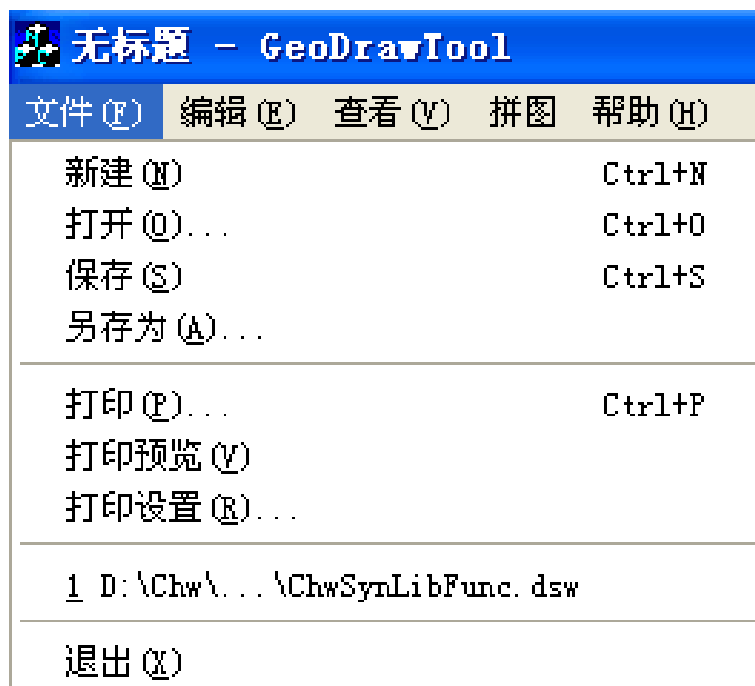 无标题 - GeoDrawTool
文件(F) 编辑(E) 查看(V) 拼图 帮助(H)
新建(N) Ctrl+N
打开(O)... Ctrl+O
保存(S) Ctrl+S
另存为(A)...
打印(P)... Ctrl+P
打印预览(V)
打印设置(R)...
1 D:\Chw\...\ChwSynLibFunc.dsw
退出(X)